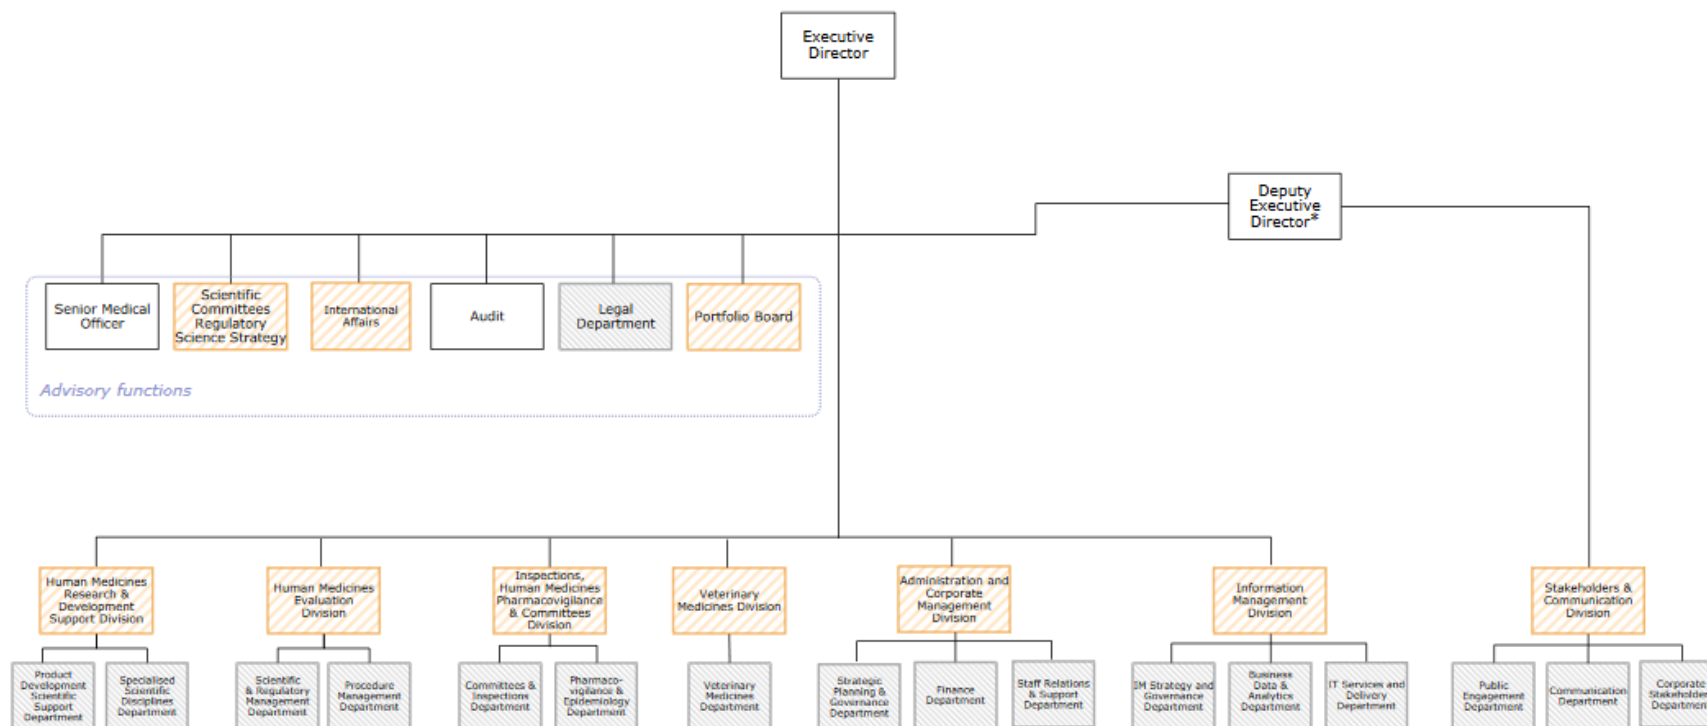 Executive
Director
Deputy
Executive
Director*
Senior Medical
Officer
Scientific
Committees
Regulatory
Science Strategy
International
Affairs
Audit
Legal
Department
Portfolio Board
Advisory functions
Human Medicines
Research &
Development
Support Division
Human Medicines
Evaluation
Division
Inspections,
Human Medicines
Pharmacovigilance
& Committees
Division
Veterinary
Medicines Division
Administration and
Corporate
Management
Division
Information
Management
Division
Stakeholders &
Communication
Division
Product
Development
Scientific
Support
Department
Specialised
Scientific
Disciplines
Department
Scientific
& Regulatory
Management
Department
Procedure
Management
Department
Committees &
Inspections
Department
Pharmaco-
vigilance &
Epidemiology
Department
Veterinary
Medicines
Department
Strategic
Planning &
Governance
Department
Finance
Department
Staff Relations
& Support
Department
IM Strategy and
Governance
Department
Business
Data &
Analytics
Department
IT Services and
Delivery
Department
Public
Engagement
Department
Communication
Department
Corporate
Stakeholder
Departm